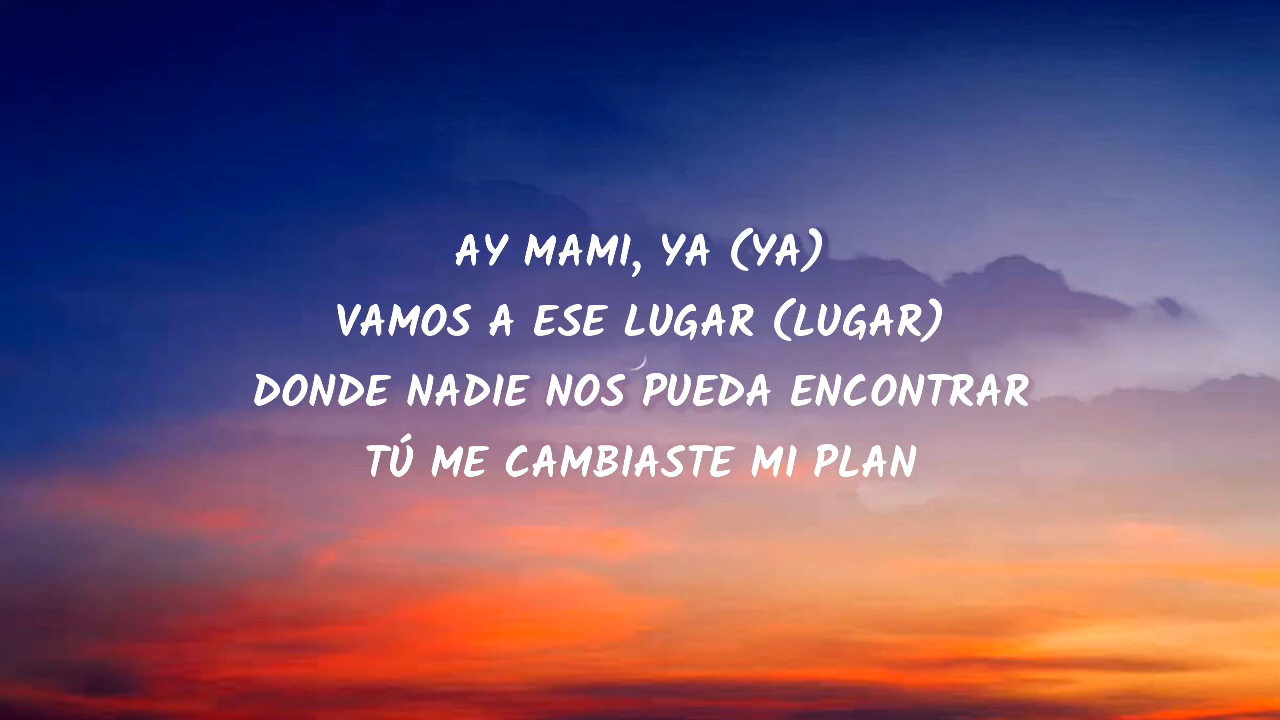 AY MAMI, YA (YA)
VAMOS A ESE LUGAR (LUGAR)
DONDE NADIE NOS PUEDA ENCONTRAR
TÚ ME CAMBIASTE MI PLAN